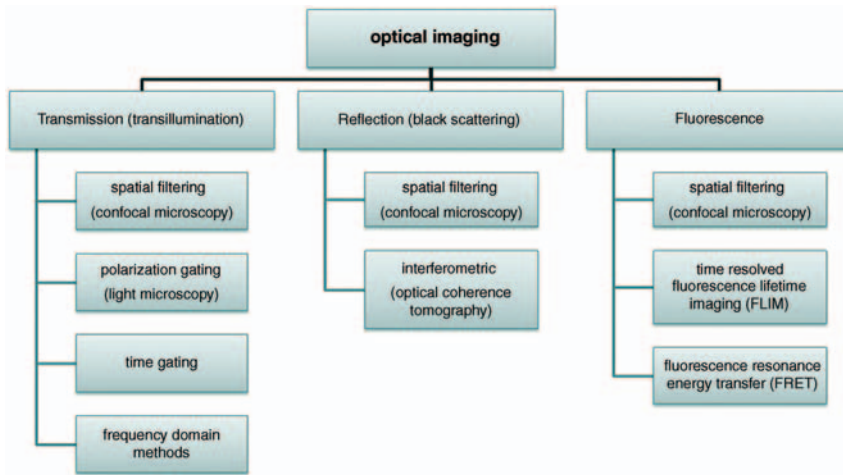 optical imaging
Transmission (transillumination)
Reflection (black scattering)
Fluorescence
spatial filtering
(confocal microscopy)
polarization gating
(light microscopy)
time gating
frequency domain
methods
spatial filtering
(confocal microscopy)
interferometric
(optical coherence
tomography)
spatial filtering
(confocal microscopy)
time resolved
fluorescence lifetime
imaging (FLIM)
fluorescence resonance
energy transfer (FRET)